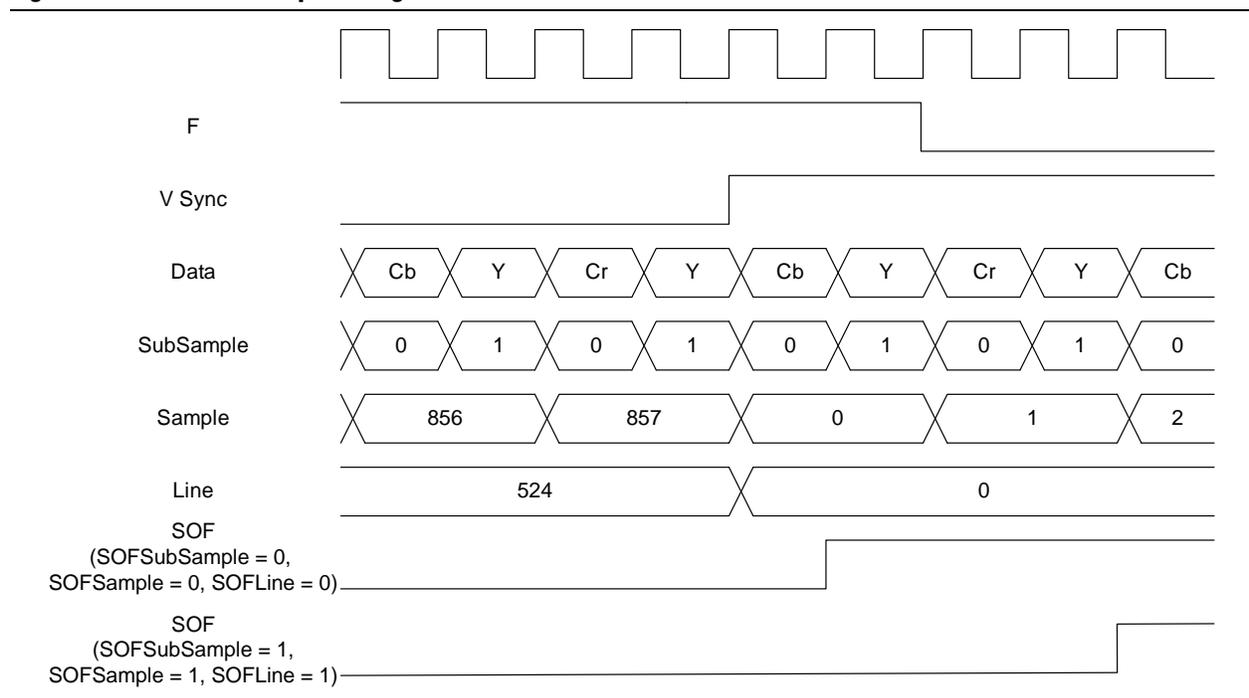 F
V Sync
Data Cb Y Cr Y Cb Y Cr Y Cb
SubSample 0 1 0 1 0 1 0 1 0
Sample 856 857 0 1 2
Line 524 0
SOF
(SOFSubSample = 0,
SOFSample = 0, SOFLine = 0)
SOF
(SOFSubSample = 1,
SOFSample = 1, SOFLine = 1)